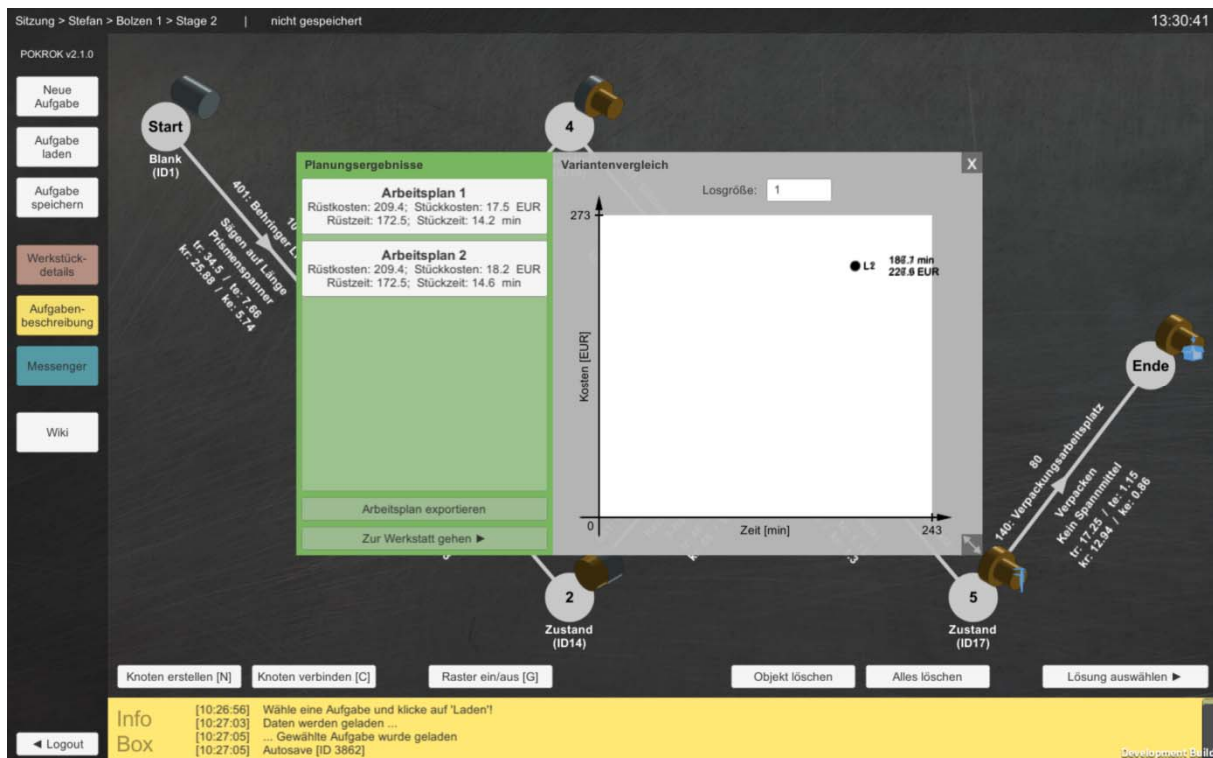 Sitzung > Stefan > Bolzen 1 > Stage 2 | nicht gespeichert
13:30:41
POKROK v2.1.0
Neue
Aufgabe
Aufgabe
laden
Aufgabe
speichern
Werkstück-
details
Aufgaben-
beschreibung
Messenger
Wiki
◄ Logout
Start
Blank
(ID1)
401: Behringer
Sägen auf Länge
Prismenspanner
tr: 34.5 / te: 7.66
kr: 25.88 / ke: 5.74
4
Planungsergebnisse
Arbeitsplan 1
Rüstkosten: 209.4; Stückkosten: 17.5 EUR
Rüstzeit: 172.5; Stückzeit: 14.2 min
Arbeitsplan 2
Rüstkosten: 209.4; Stückkosten: 18.2 EUR
Rüstzeit: 172.5; Stückzeit: 14.6 min
Arbeitsplan exportieren
Zur Werkstatt gehen ►
Variantenvergleich
X
Losgröße: 1
273
Kosten [EUR]
min
EUR
0
Zeit [min]
243
2
Zustand
(ID14)
5
Zustand
(ID17)
80
140: Verpackungsarbeitsplatz
Verpacken
Kein Spannmittel
tr: 17.25 / te: 1.15
kr: 12.94 / ke: 0.86
Ende
Knoten erstellen [N]
Knoten verbinden [C]
Raster ein/aus [G]
Objekt löschen
Alles löschen
Lösung auswählen ►
Info
Box
[10:26:56] Wähle eine Aufgabe und klicke auf 'Laden'!
[10:27:03] Daten werden geladen ...
[10:27:05] ... Gewählte Aufgabe wurde geladen
[10:27:05] Autosave [ID 3862]
Development Build